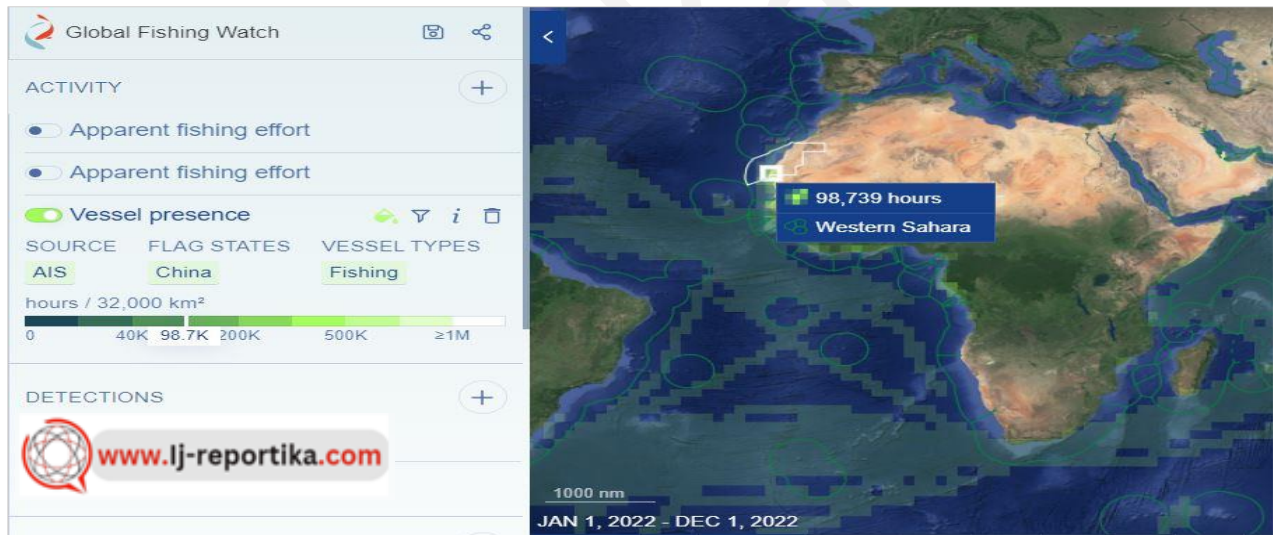 Global Fishing Watch
ACTIVITY
Apparent fishing effort
Apparent fishing effort
Vessel presence
SOURCE FLAG STATES VESSEL TYPES
AIS China Fishing
hours / 32,000 km²
0 40K 98.7K 200K 500K ≥1M
DETECTIONS
www.lj-reportika.com
98,739 hours
Western Sahara
1000 nm
JAN 1, 2022 - DEC 1, 2022